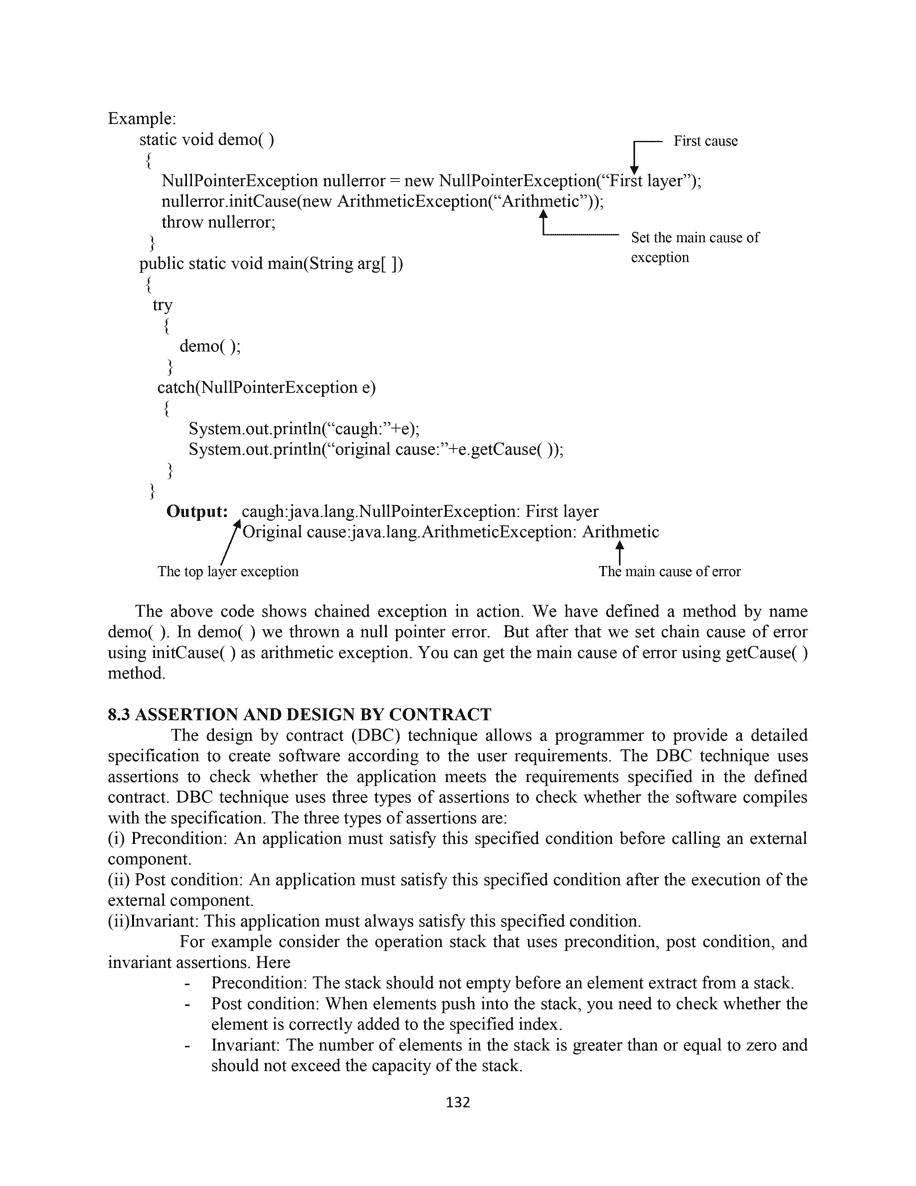 Example:
static void demo( )
First cause
{
NullPointerException nullerror = new NullPointerException(“First layer”);
nullerror.initCause(new ArithmeticException(“Arithmetic”));
throw nullerror;
Set the main cause of
exception
}
public static void main(String arg[ ])
{
try
{
demo( );
}
catch(NullPointerException e)
{
System.out.println(“caugh:”+e);
System.out.println(“original cause:”+e.getCause( ));
}
}
Output: caugh:java.lang.NullPointerException: First layer
Original cause:java.lang.ArithmeticException: Arithmetic
The top layer exception The main cause of error
The above code shows chained exception in action. We have defined a method by name
demo( ). In demo( ) we thrown a null pointer error. But after that we set chain cause of error
using initCause( ) as arithmetic exception. You can get the main cause of error using getCause( )
method.
8.3 ASSERTION AND DESIGN BY CONTRACT
The design by contract (DBC) technique allows a programmer to provide a detailed
specification to create software according to the user requirements. The DBC technique uses
assertions to check whether the application meets the requirements specified in the defined
contract. DBC technique uses three types of assertions to check whether the software compiles
with the specification. The three types of assertions are:
(i) Precondition: An application must satisfy this specified condition before calling an external
component.
(ii) Post condition: An application must satisfy this specified condition after the execution of the
external component.
(ii)Invariant: This application must always satisfy this specified condition.
For example consider the operation stack that uses precondition, post condition, and
invariant assertions. Here
- Precondition: The stack should not empty before an element extract from a stack.
- Post condition: When elements push into the stack, you need to check whether the
element is correctly added to the specified index.
- Invariant: The number of elements in the stack is greater than or equal to zero and
should not exceed the capacity of the stack.
132